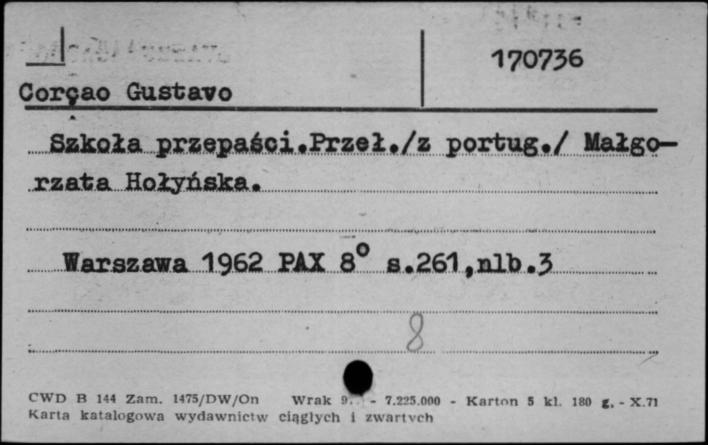 170736
Corçao Gustavo
Szkoła przepaści.Przeł./z portug./ Małgo-
rzata Hołyńska.
Warszawa 1962 PAX 8° s.261,nlb.3
8
CWD B 144 Zam. 1475/DW/On Wrak - 7.225.000 - Karton 5 kl. 180 g. - X.71
Karta katalogowa wydawnictw ciągłych i zwartych